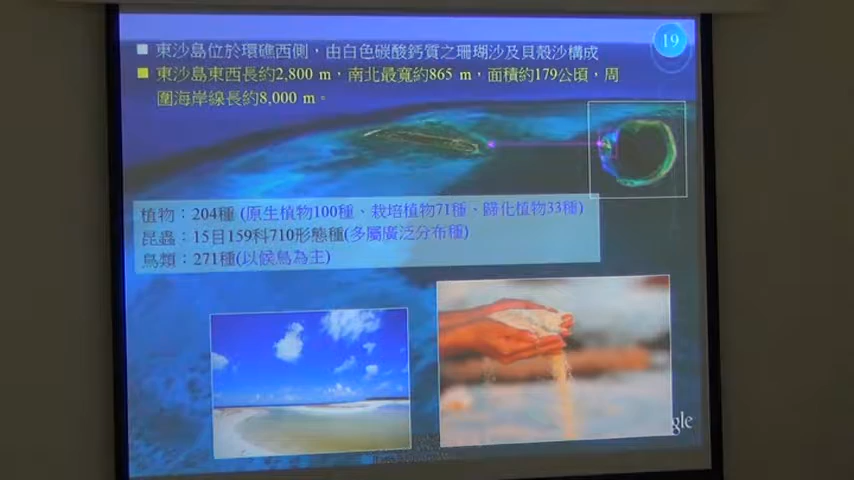 19
■ 東沙島位於環礁西側，由白色碳酸鈣質之珊瑚沙及貝殼沙構成
■ 東沙島東西長約2,800 m，南北最寬約865 m，面積約179公頃，周
圍海岸線長約8,000 m。
植物：204種 (原生植物100種、栽培植物71種、歸化植物33種)
昆蟲：15目159科710形態種(多屬廣泛分布種)
鳥類：271種(以候鳥為主)
gle